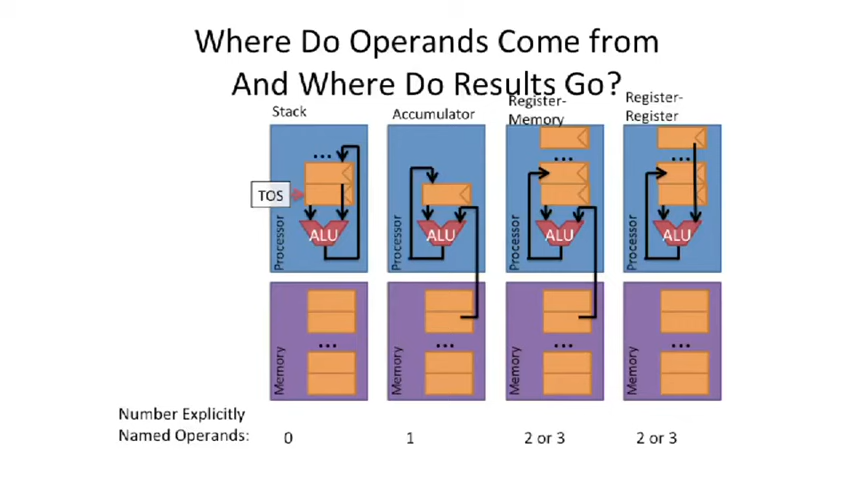 Where Do Operands Come from
And Where Do Results Go?
Stack
Accumulator
Register-
Memory
Register-
Register
...
...
...
TOS
ALU
ALU
ALU
ALU
Processor
Processor
Processor
Processor
...
...
...
...
Memory
Memory
Memory
Memory
Number Explicitly
Named Operands:
0
1
2 or 3
2 or 3